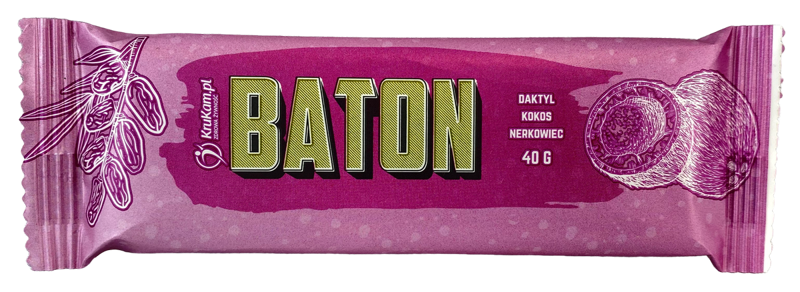 KruKam.pl
ZDROWA ŻYWNOŚĆ
BATON
DAKTYL
KOKOS
NERKOWIEC
40 G